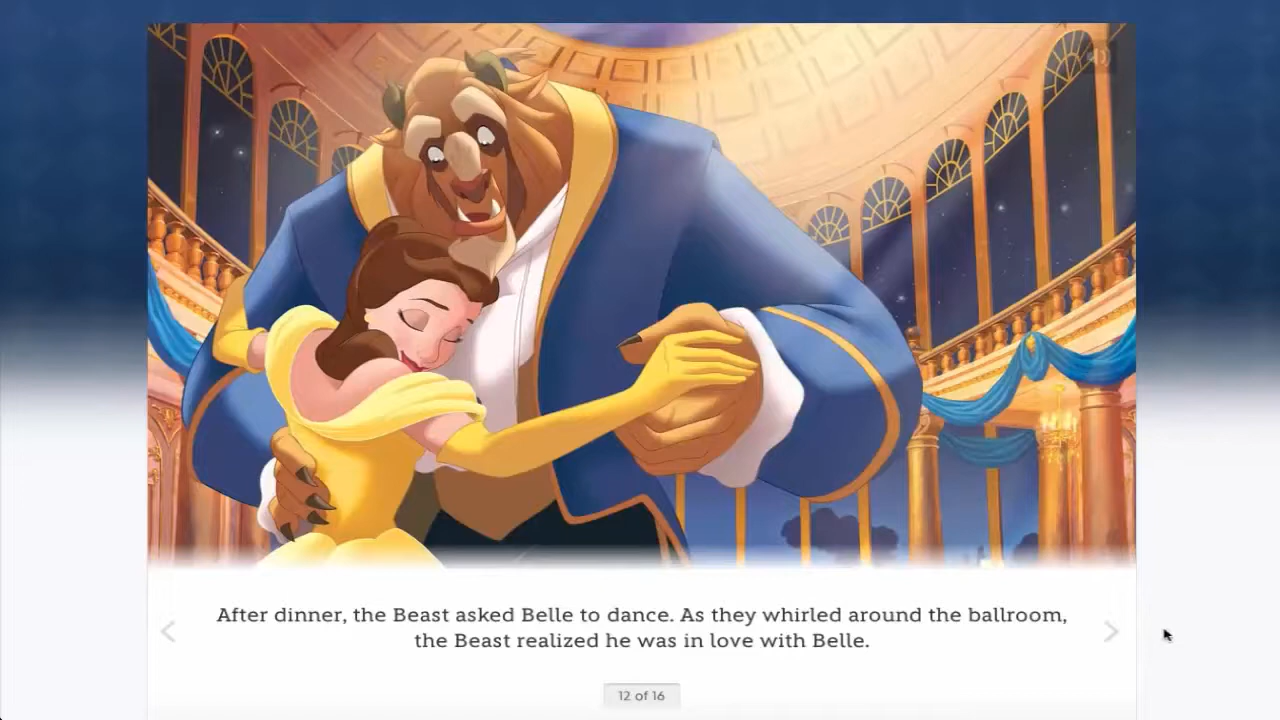 After dinner, the Beast asked Belle to dance. As they whirled around the ballroom,
the Beast realized he was in love with Belle.
12 of 16